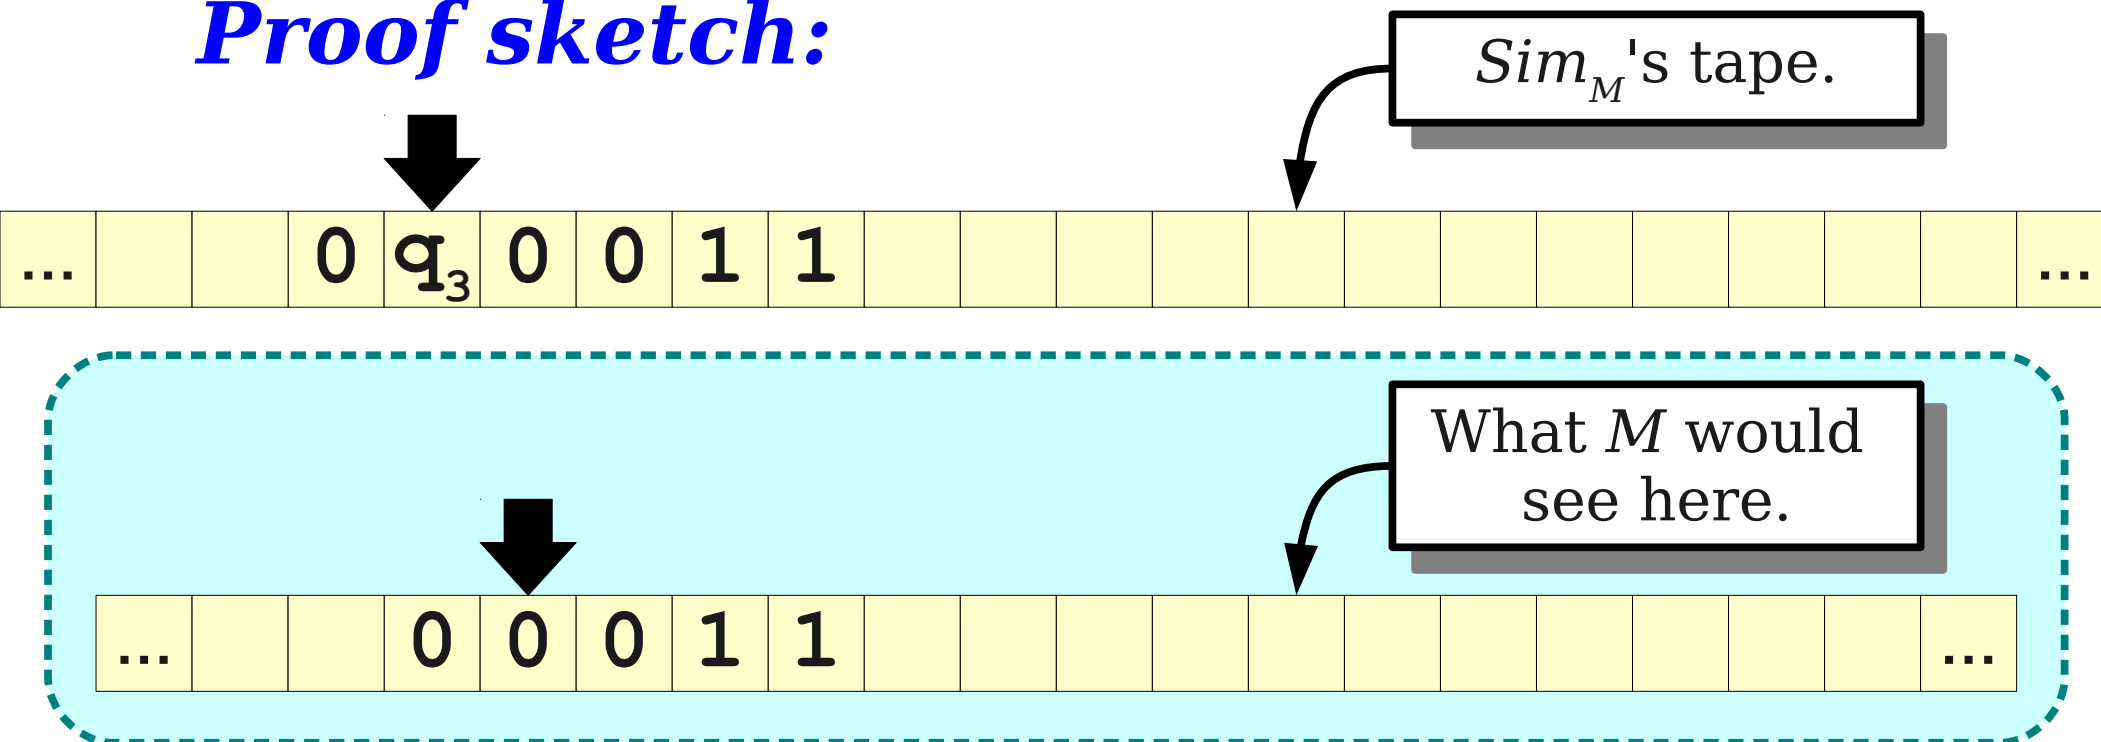 Proof sketch:
Sim_M's tape.
... 0 q₃ 0 0 1 1 ...
What M would
see here.
... 0 0 0 1 1 ...